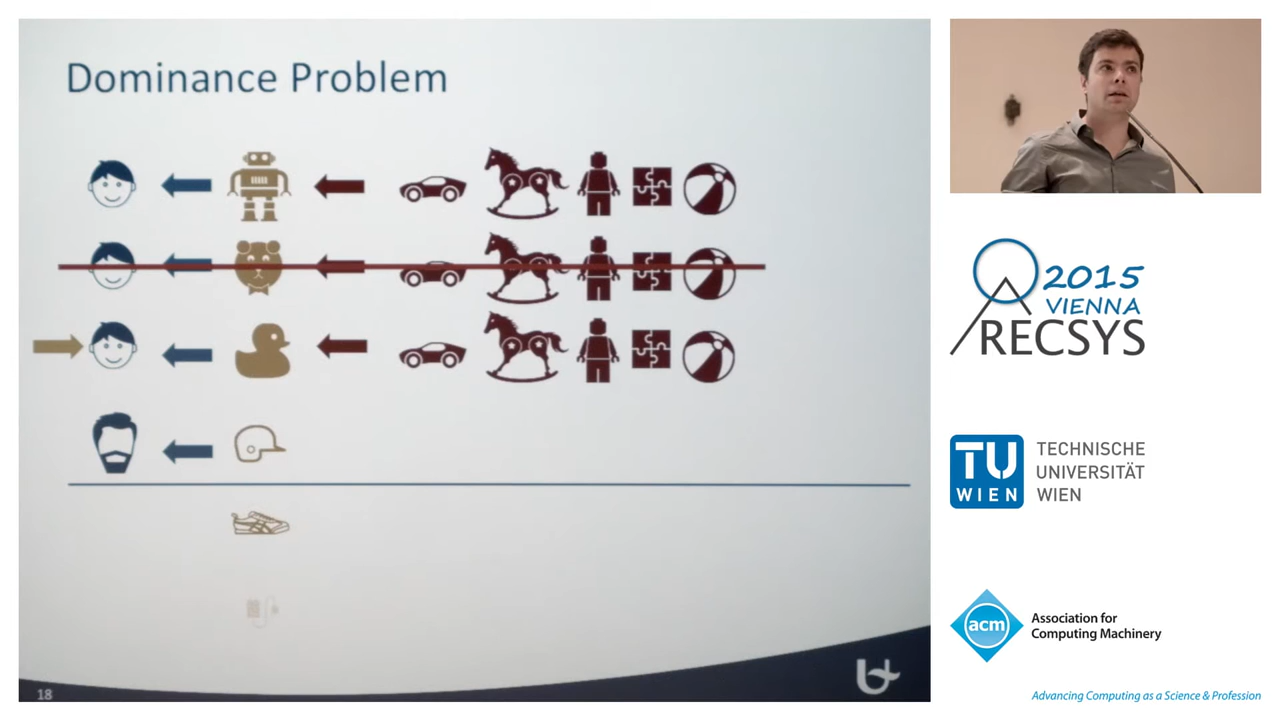 Dominance Problem
18
2015
VIENNA
RECSYS
TU
WIEN
TECHNISCHE
UNIVERSITÄT
WIEN
acm
Association for
Computing Machinery
Advancing Computing as a Science & Profession